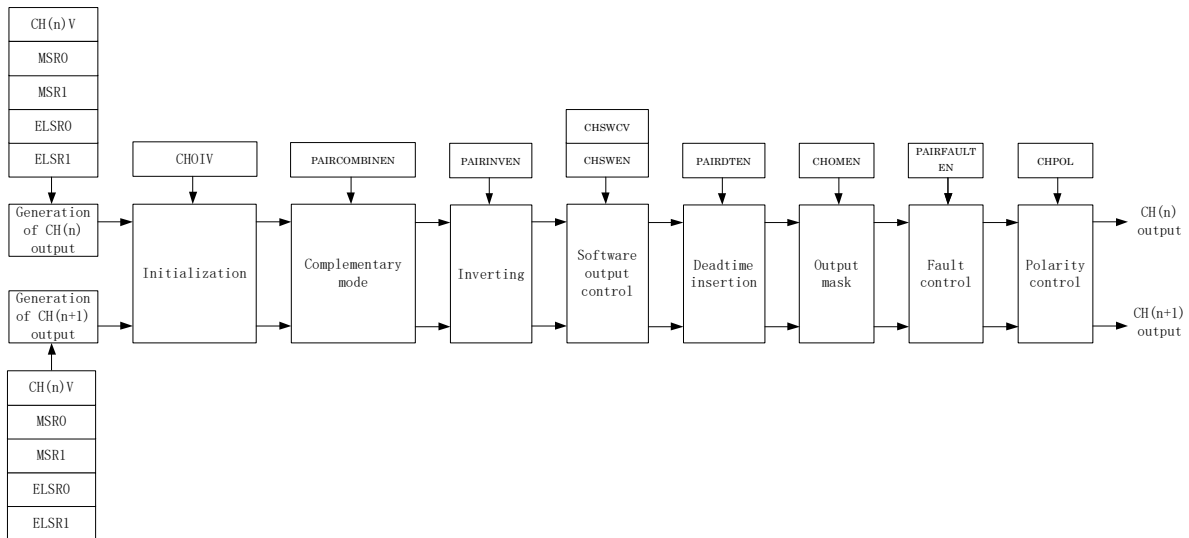 CH(n)V
MSR0
MSR1
ELSR0
ELSR1
CHOIV
PAIRCOMBINEN
PAIRINVEN
CHSWCV
CHSWEN
PAIRDTEN
CHOMEN
PAIRFAULT
EN
CHPOL
Generation
of CH(n)
output
Generation
of CH(n+1)
output
Initialization
Complementary
mode
Inverting
Software
output
control
Deadtime
insertion
Output
mask
Fault
control
Polarity
control
CH(n)
output
CH(n+1)
output
CH(n)V
MSR0
MSR1
ELSR0
ELSR1